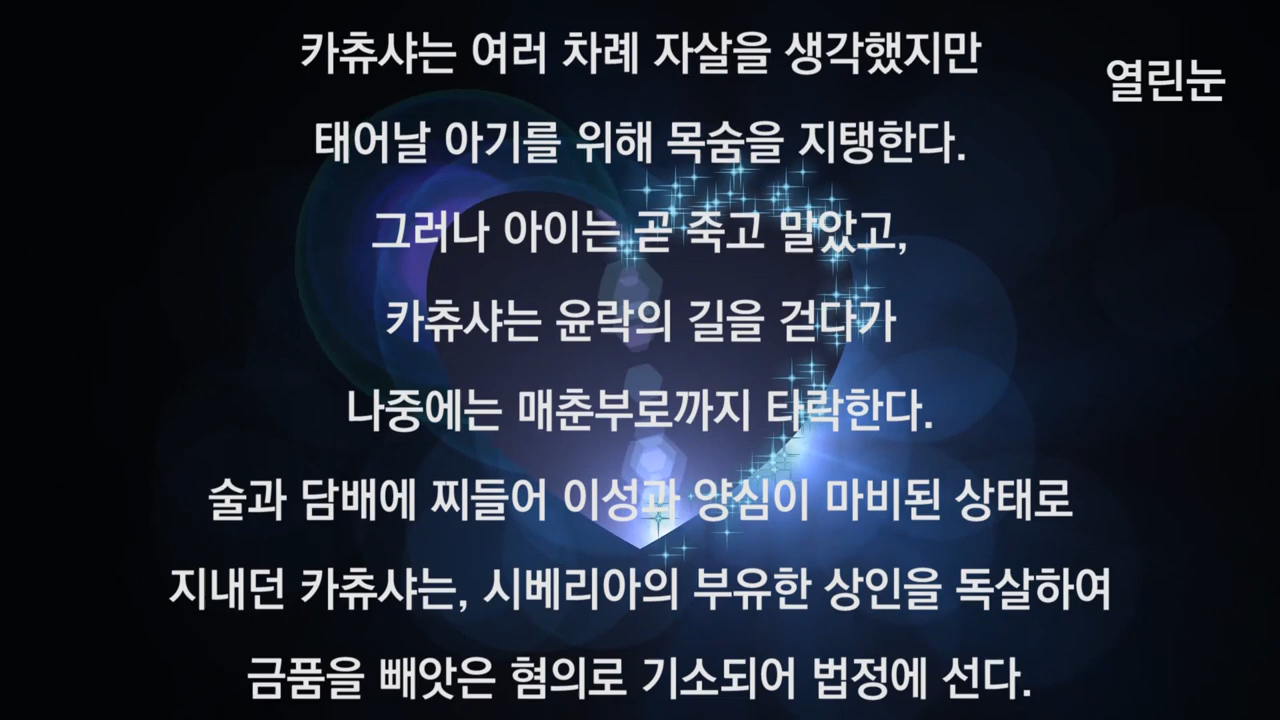 카츄샤는 여러 차례 자살을 생각했지만
열린눈
태어날 아기를 위해 목숨을 지탱한다.
그러나 아이는 곧 죽고 말았고,
카츄샤는 윤락의 길을 걷다가
나중에는 매춘부로까지 타락한다.
술과 담배에 찌들어 이성과 양심이 마비된 상태로
지내던 카츄샤는, 시베리아의 부유한 상인을 독살하여
금품을 빼앗은 혐의로 기소되어 법정에 선다.